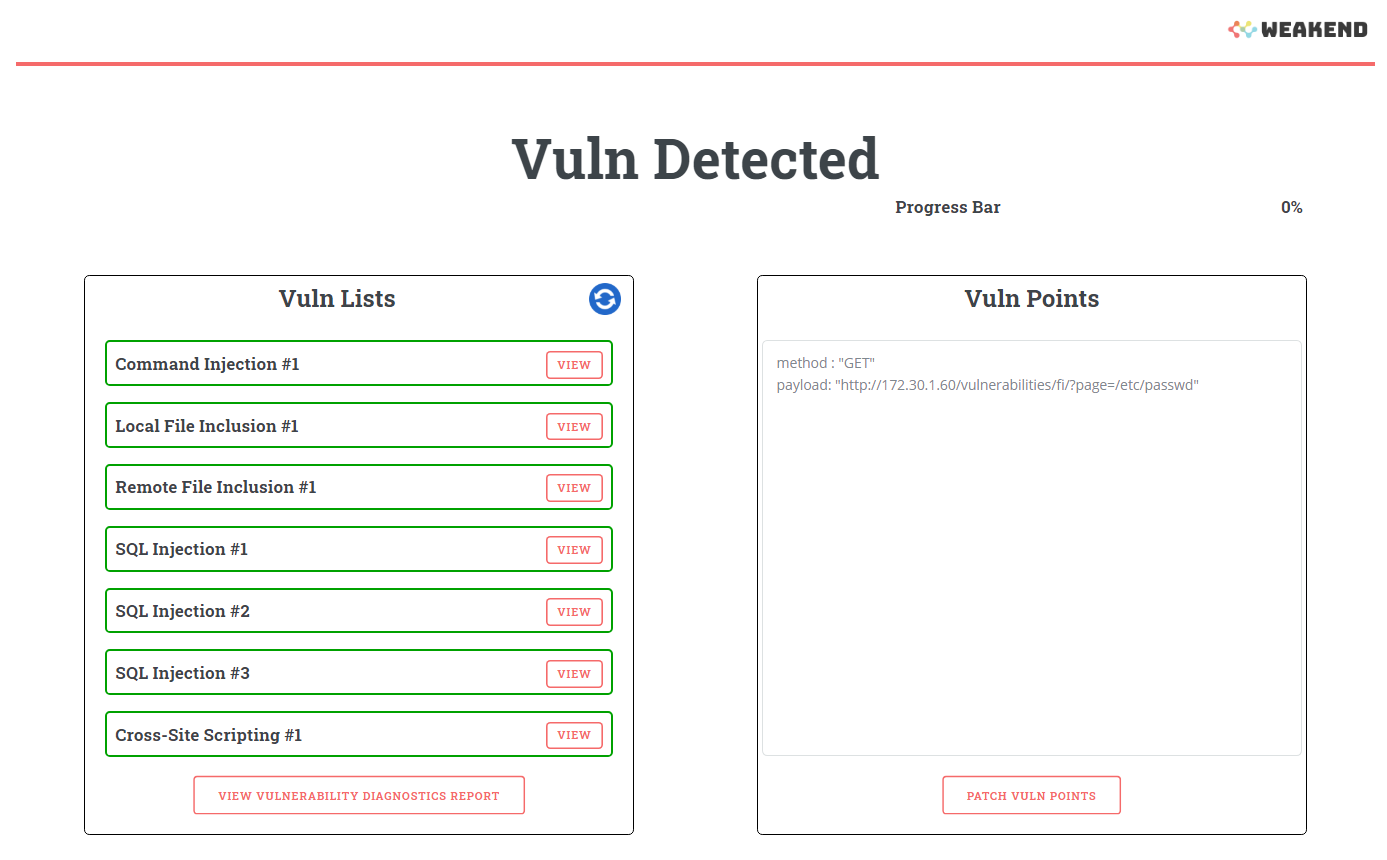 WEAKEND
Vuln Detected
Progress Bar 0%
Vuln Lists
Command Injection #1 VIEW
Local File Inclusion #1 VIEW
Remote File Inclusion #1 VIEW
SQL Injection #1 VIEW
SQL Injection #2 VIEW
SQL Injection #3 VIEW
Cross-Site Scripting #1 VIEW
VIEW VULNERABILITY DIAGNOSTICS REPORT
Vuln Points
method : "GET"
payload: "http://172.30.1.60/vulnerabilities/fi/?page=/etc/passwd"
PATCH VULN POINTS